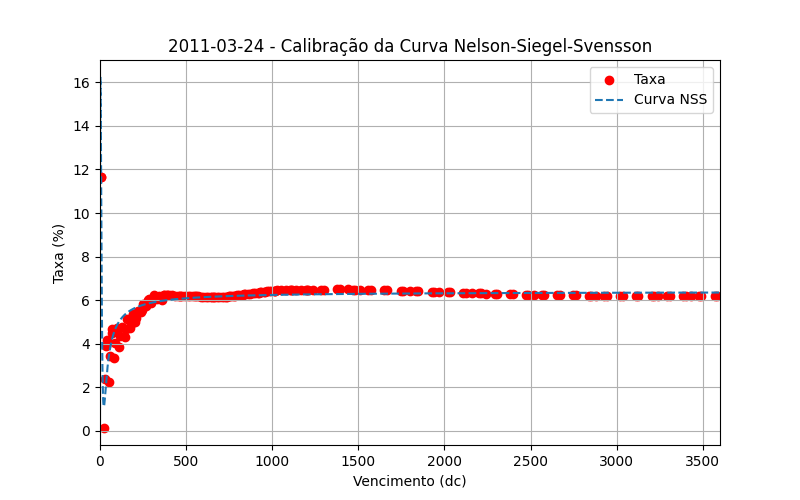 2011-03-24 - Calibração da Curva Nelson-Siegel-Svensson
Taxa
Curva NSS
Taxa (%)
16
14
12
10
8
6
4
2
0
0 500 1000 1500 2000 2500 3000 3500
Vencimento (dc)